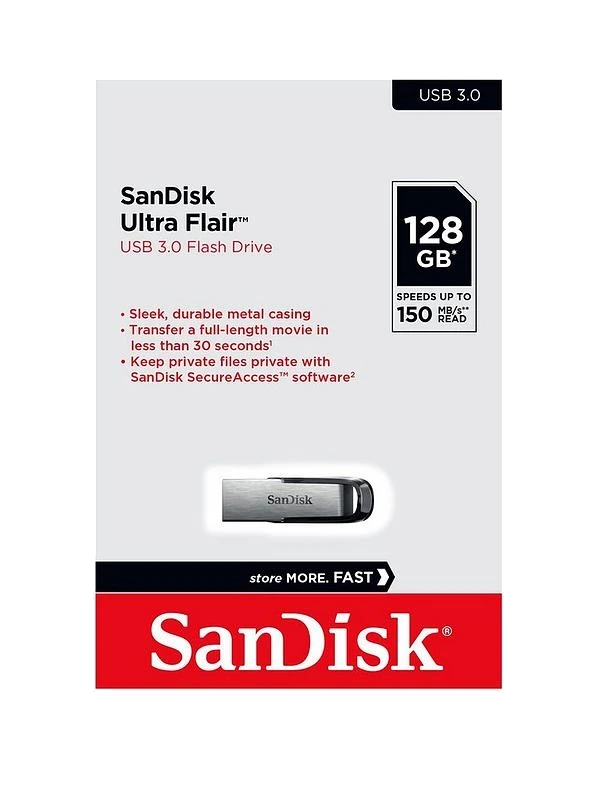 USB 3.0
SanDisk
Ultra Flair™
USB 3.0 Flash Drive
128
GB*
SPEEDS UP TO
150 MB/s** READ
• Sleek, durable metal casing
• Transfer a full-length movie in
less than 30 seconds¹
• Keep private files private with
SanDisk SecureAccess™ software²
SanDisk
store MORE. FAST
SanDisk®